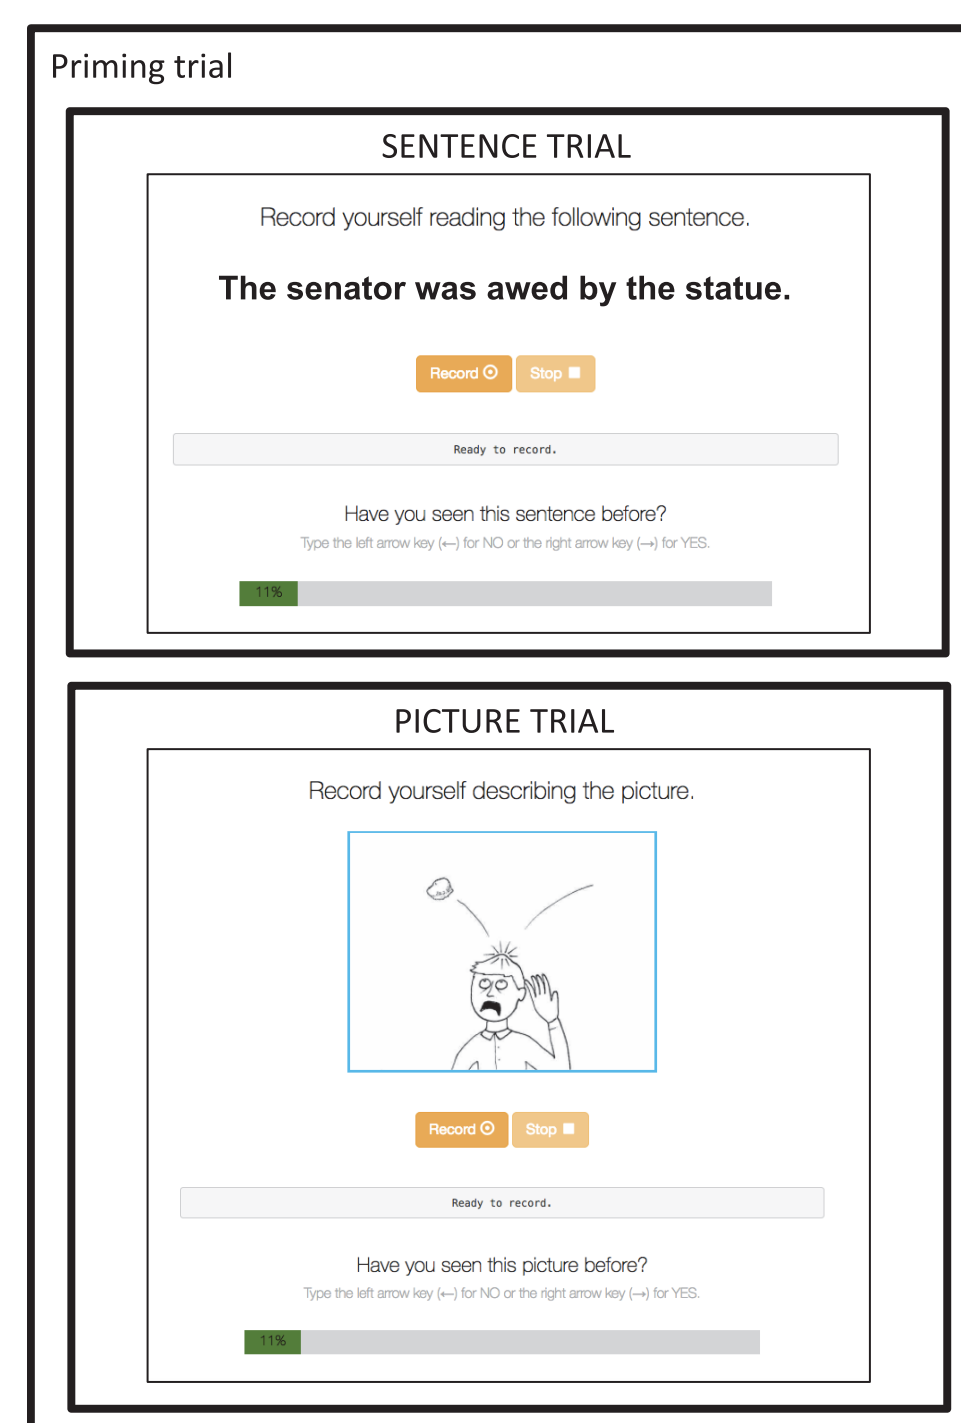 Priming trial
SENTENCE TRIAL
Record yourself reading the following sentence.
The senator was awed by the statue.
Record Stop
Ready to record.
Have you seen this sentence before?
Type the left arrow key (←) for NO or the right arrow key (→) for YES.
11%
PICTURE TRIAL
Record yourself describing the picture.
Record Stop
Ready to record.
Have you seen this picture before?
Type the left arrow key (←) for NO or the right arrow key (→) for YES.
11%